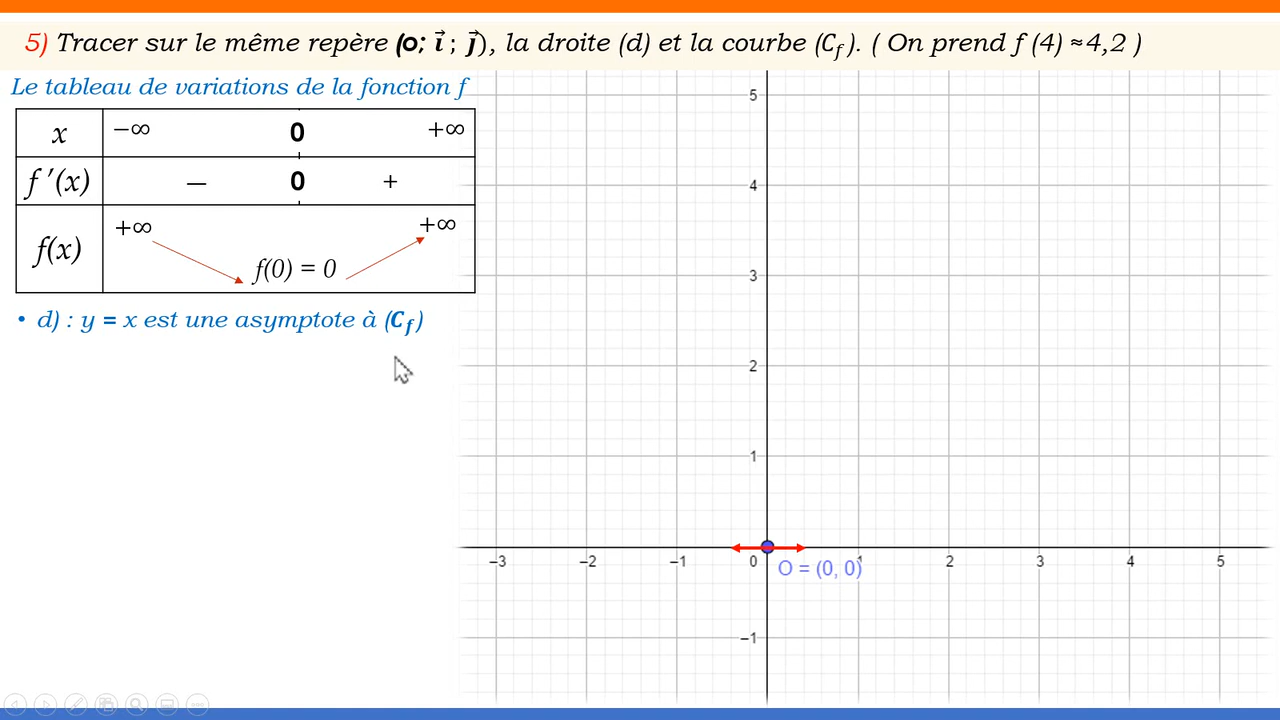 5) Tracer sur le même repère (o; i⃗ ; j⃗), la droite (d) et la courbe (Cf). ( On prend f (4) ≈4,2 )
Le tableau de variations de la fonction f
x −∞ 0 +∞
f ′(x) − 0 +
f(x) +∞ f(0) = 0 +∞
• d) : y = x est une asymptote à (Cf)
5
4
3
2
1
−3 −2 −1 0 1 2 3 4 5
O = (0, 0)
−1